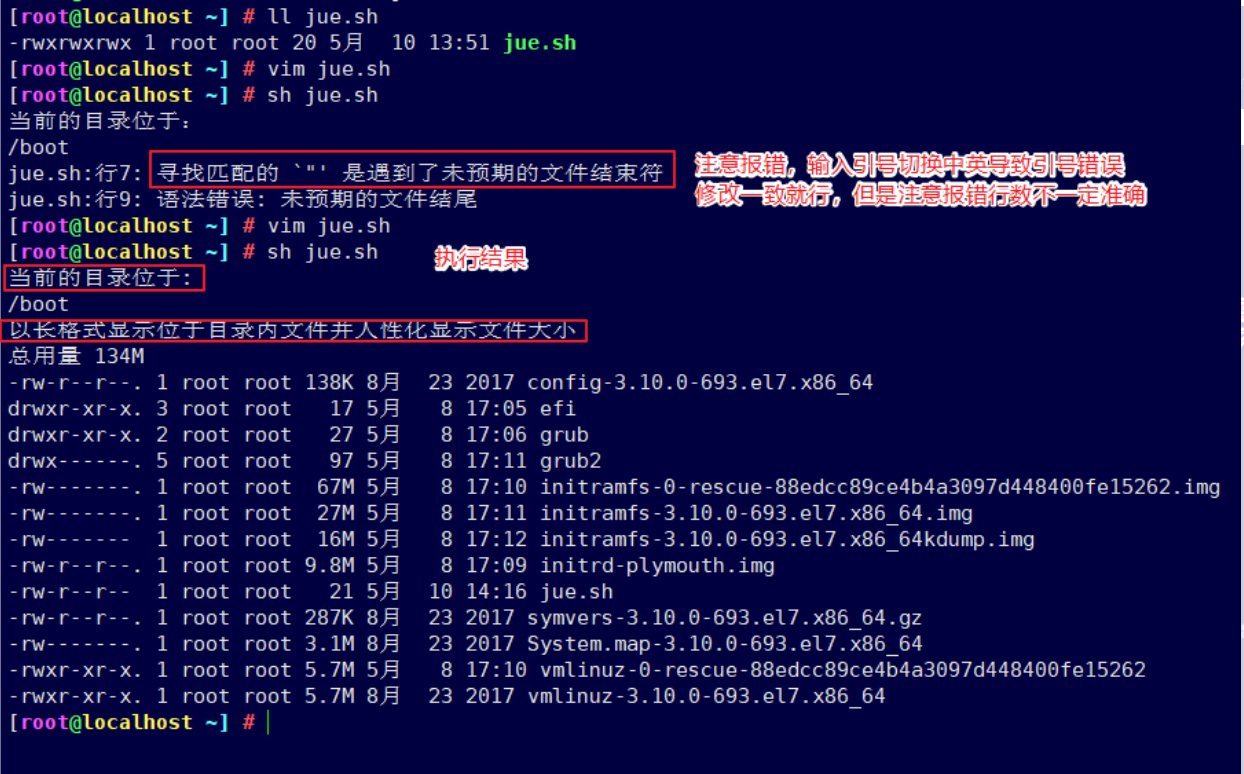 [root@localhost ~] # ll jue.sh
-rwxrwxrwx 1 root root 20 5月  10 13:51 jue.sh
[root@localhost ~] # vim jue.sh
[root@localhost ~] # sh jue.sh
当前的目录位于:
/boot
jue.sh:行7: 寻找匹配的 `"' 是遇到了未预期的文件结束符
注意报错，输入引号切换中英导致引号错误
修改一致就行，但是注意报错行数不一定准确
jue.sh:行9: 语法错误: 未预期的文件结尾
[root@localhost ~] # vim jue.sh
[root@localhost ~] # sh jue.sh
执行结果
当前的目录位于:
/boot
以长格式显示位于目录内文件并人性化显示文件大小
总用量 134M
-rw-r--r--. 1 root root 138K 8月  23 2017 config-3.10.0-693.el7.x86_64
drwxr-xr-x. 3 root root   17 5月   8 17:05 efi
drwxr-xr-x. 2 root root   27 5月   8 17:06 grub
drwx------. 5 root root   97 5月   8 17:11 grub2
-rw-------. 1 root root  67M 5月   8 17:10 initramfs-0-rescue-88edcc89ce4b4a3097d448400fe15262.img
-rw-------. 1 root root  27M 5月   8 17:11 initramfs-3.10.0-693.el7.x86_64.img
-rw-------  1 root root  16M 5月   8 17:12 initramfs-3.10.0-693.el7.x86_64kdump.img
-rw-r--r--. 1 root root 9.8M 5月   8 17:09 initrd-plymouth.img
-rw-r--r--  1 root root   21 5月  10 14:16 jue.sh
-rw-r--r--. 1 root root 287K 8月  23 2017 symvers-3.10.0-693.el7.x86_64.gz
-rw-------. 1 root root 3.1M 8月  23 2017 System.map-3.10.0-693.el7.x86_64
-rwxr-xr-x. 1 root root 5.7M 5月   8 17:10 vmlinuz-0-rescue-88edcc89ce4b4a3097d448400fe15262
-rwxr-xr-x. 1 root root 5.7M 8月  23 2017 vmlinuz-3.10.0-693.el7.x86_64
[root@localhost ~] #